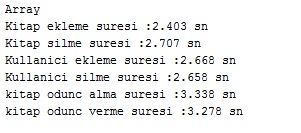 Array
Kitap ekleme suresi :2.403 sn
Kitap silme suresi :2.707 sn
Kullanici ekleme suresi :2.668 sn
Kullanici silme suresi :2.658 sn
kitap odunc alma suresi :3.338 sn
kitap odunc verme suresi :3.278 sn